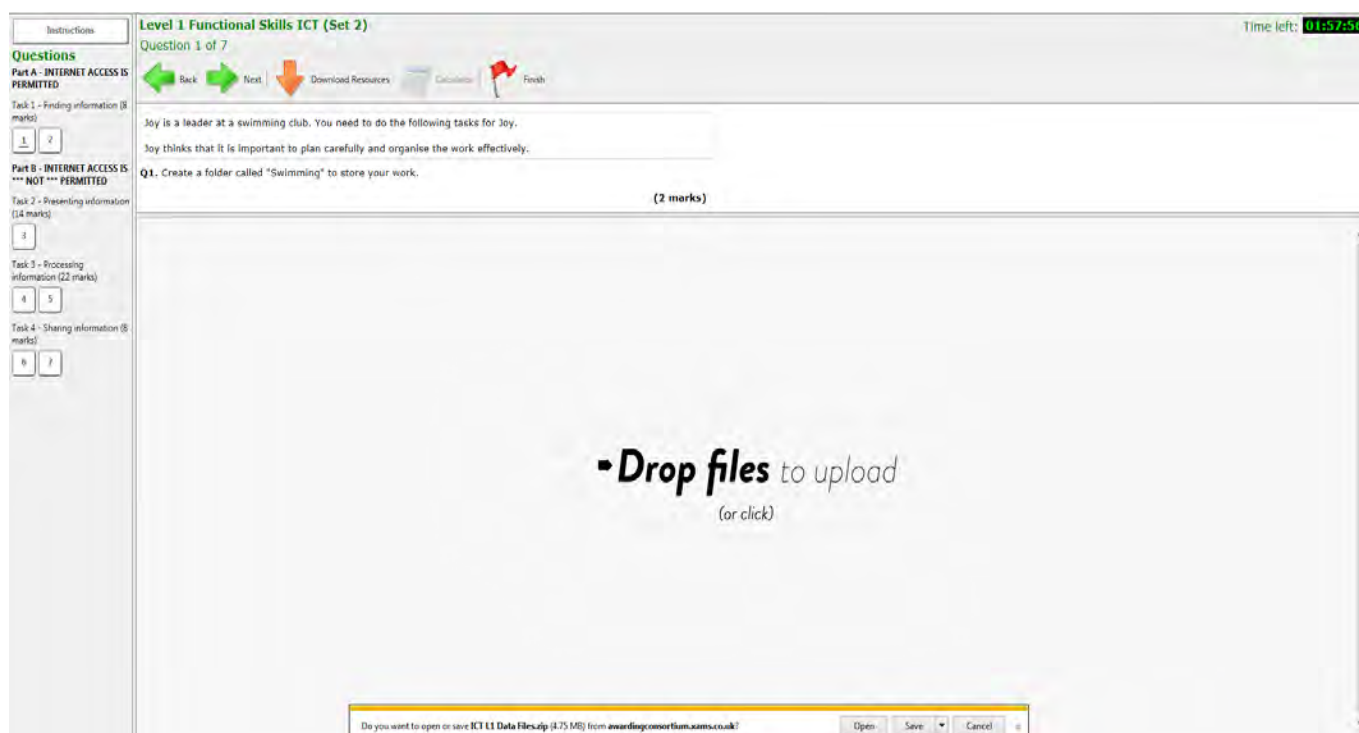 Instructions
Questions
Part A - INTERNET ACCESS IS
PERMITTED
Task 1 - Finding information (8
marks)
1 2
Part B - INTERNET ACCESS IS
*** NOT *** PERMITTED
Task 2 - Presenting information
(14 marks)
3
Task 3 - Processing
information (22 marks)
4 5
Task 4 - Sharing information (8
marks)
6 7
Level 1 Functional Skills ICT (Set 2)
Time left: 01:57:50
Question 1 of 7
Back Next Download Resources Calculator Finish
Joy is a leader at a swimming club. You need to do the following tasks for Joy.
Joy thinks that it is important to plan carefully and organise the work effectively.
Q1. Create a folder called "Swimming" to store your work.
(2 marks)
Drop files to upload
(or click)
Do you want to open or save ICT L1 Data Files.zip (4.75 MB) from awardingconsortium.xams.co.uk?
Open Save Cancel